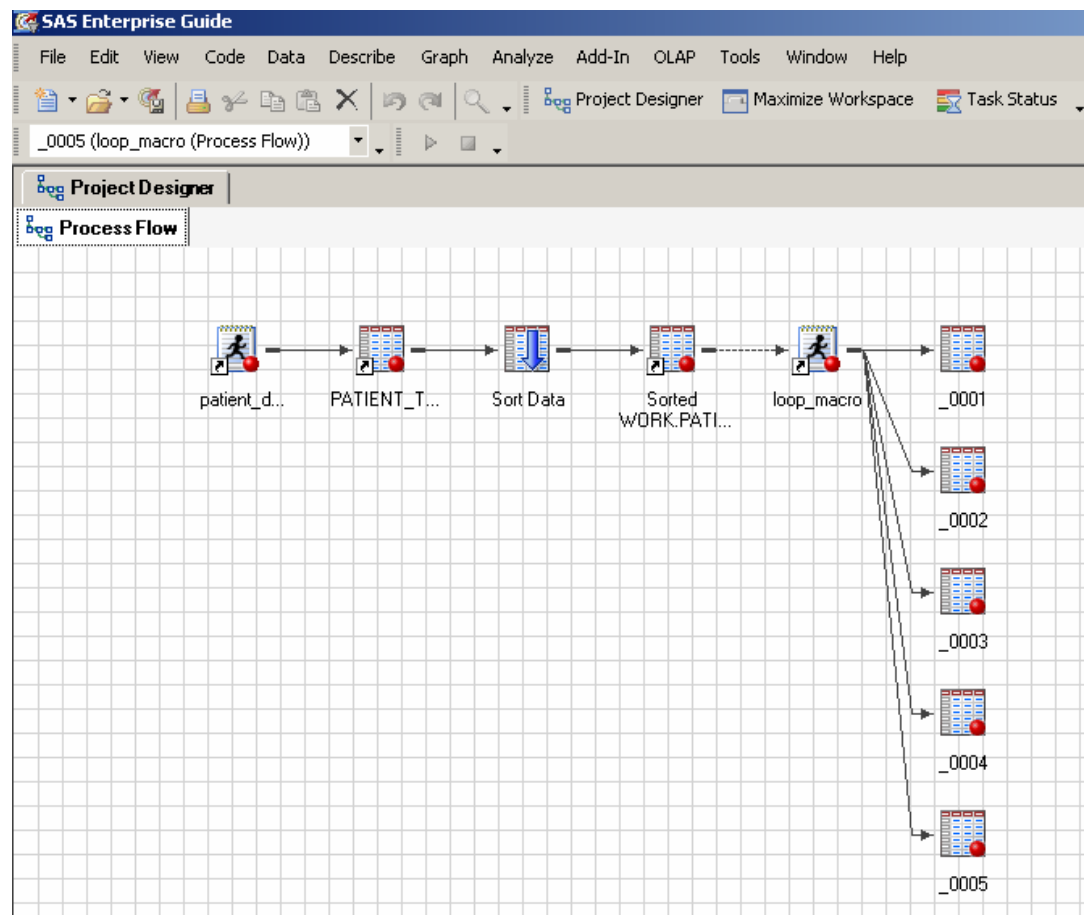 SAS Enterprise Guide
File Edit View Code Data Describe Graph Analyze Add-In OLAP Tools Window Help
Project Designer Maximize Workspace Task Status
_0005 (loop_macro (Process Flow))
Project Designer
Process Flow
patient_d... PATIENT_T... Sort Data Sorted WORK.PATI... loop_macro _0001
_0002
_0003
_0004
_0005